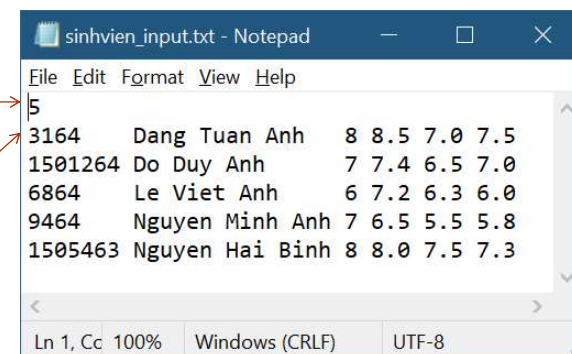 sinhvien_input.txt - Notepad
File Edit Format View Help
5
3164 Dang Tuan Anh 8 8.5 7.0 7.5
1501264 Do Duy Anh 7 7.4 6.5 7.0
6864 Le Viet Anh 6 7.2 6.3 6.0
9464 Nguyen Minh Anh 7 6.5 5.5 5.8
1505463 Nguyen Hai Binh 8 8.0 7.5 7.3
Ln 1, Cc 100% Windows (CRLF) UTF-8